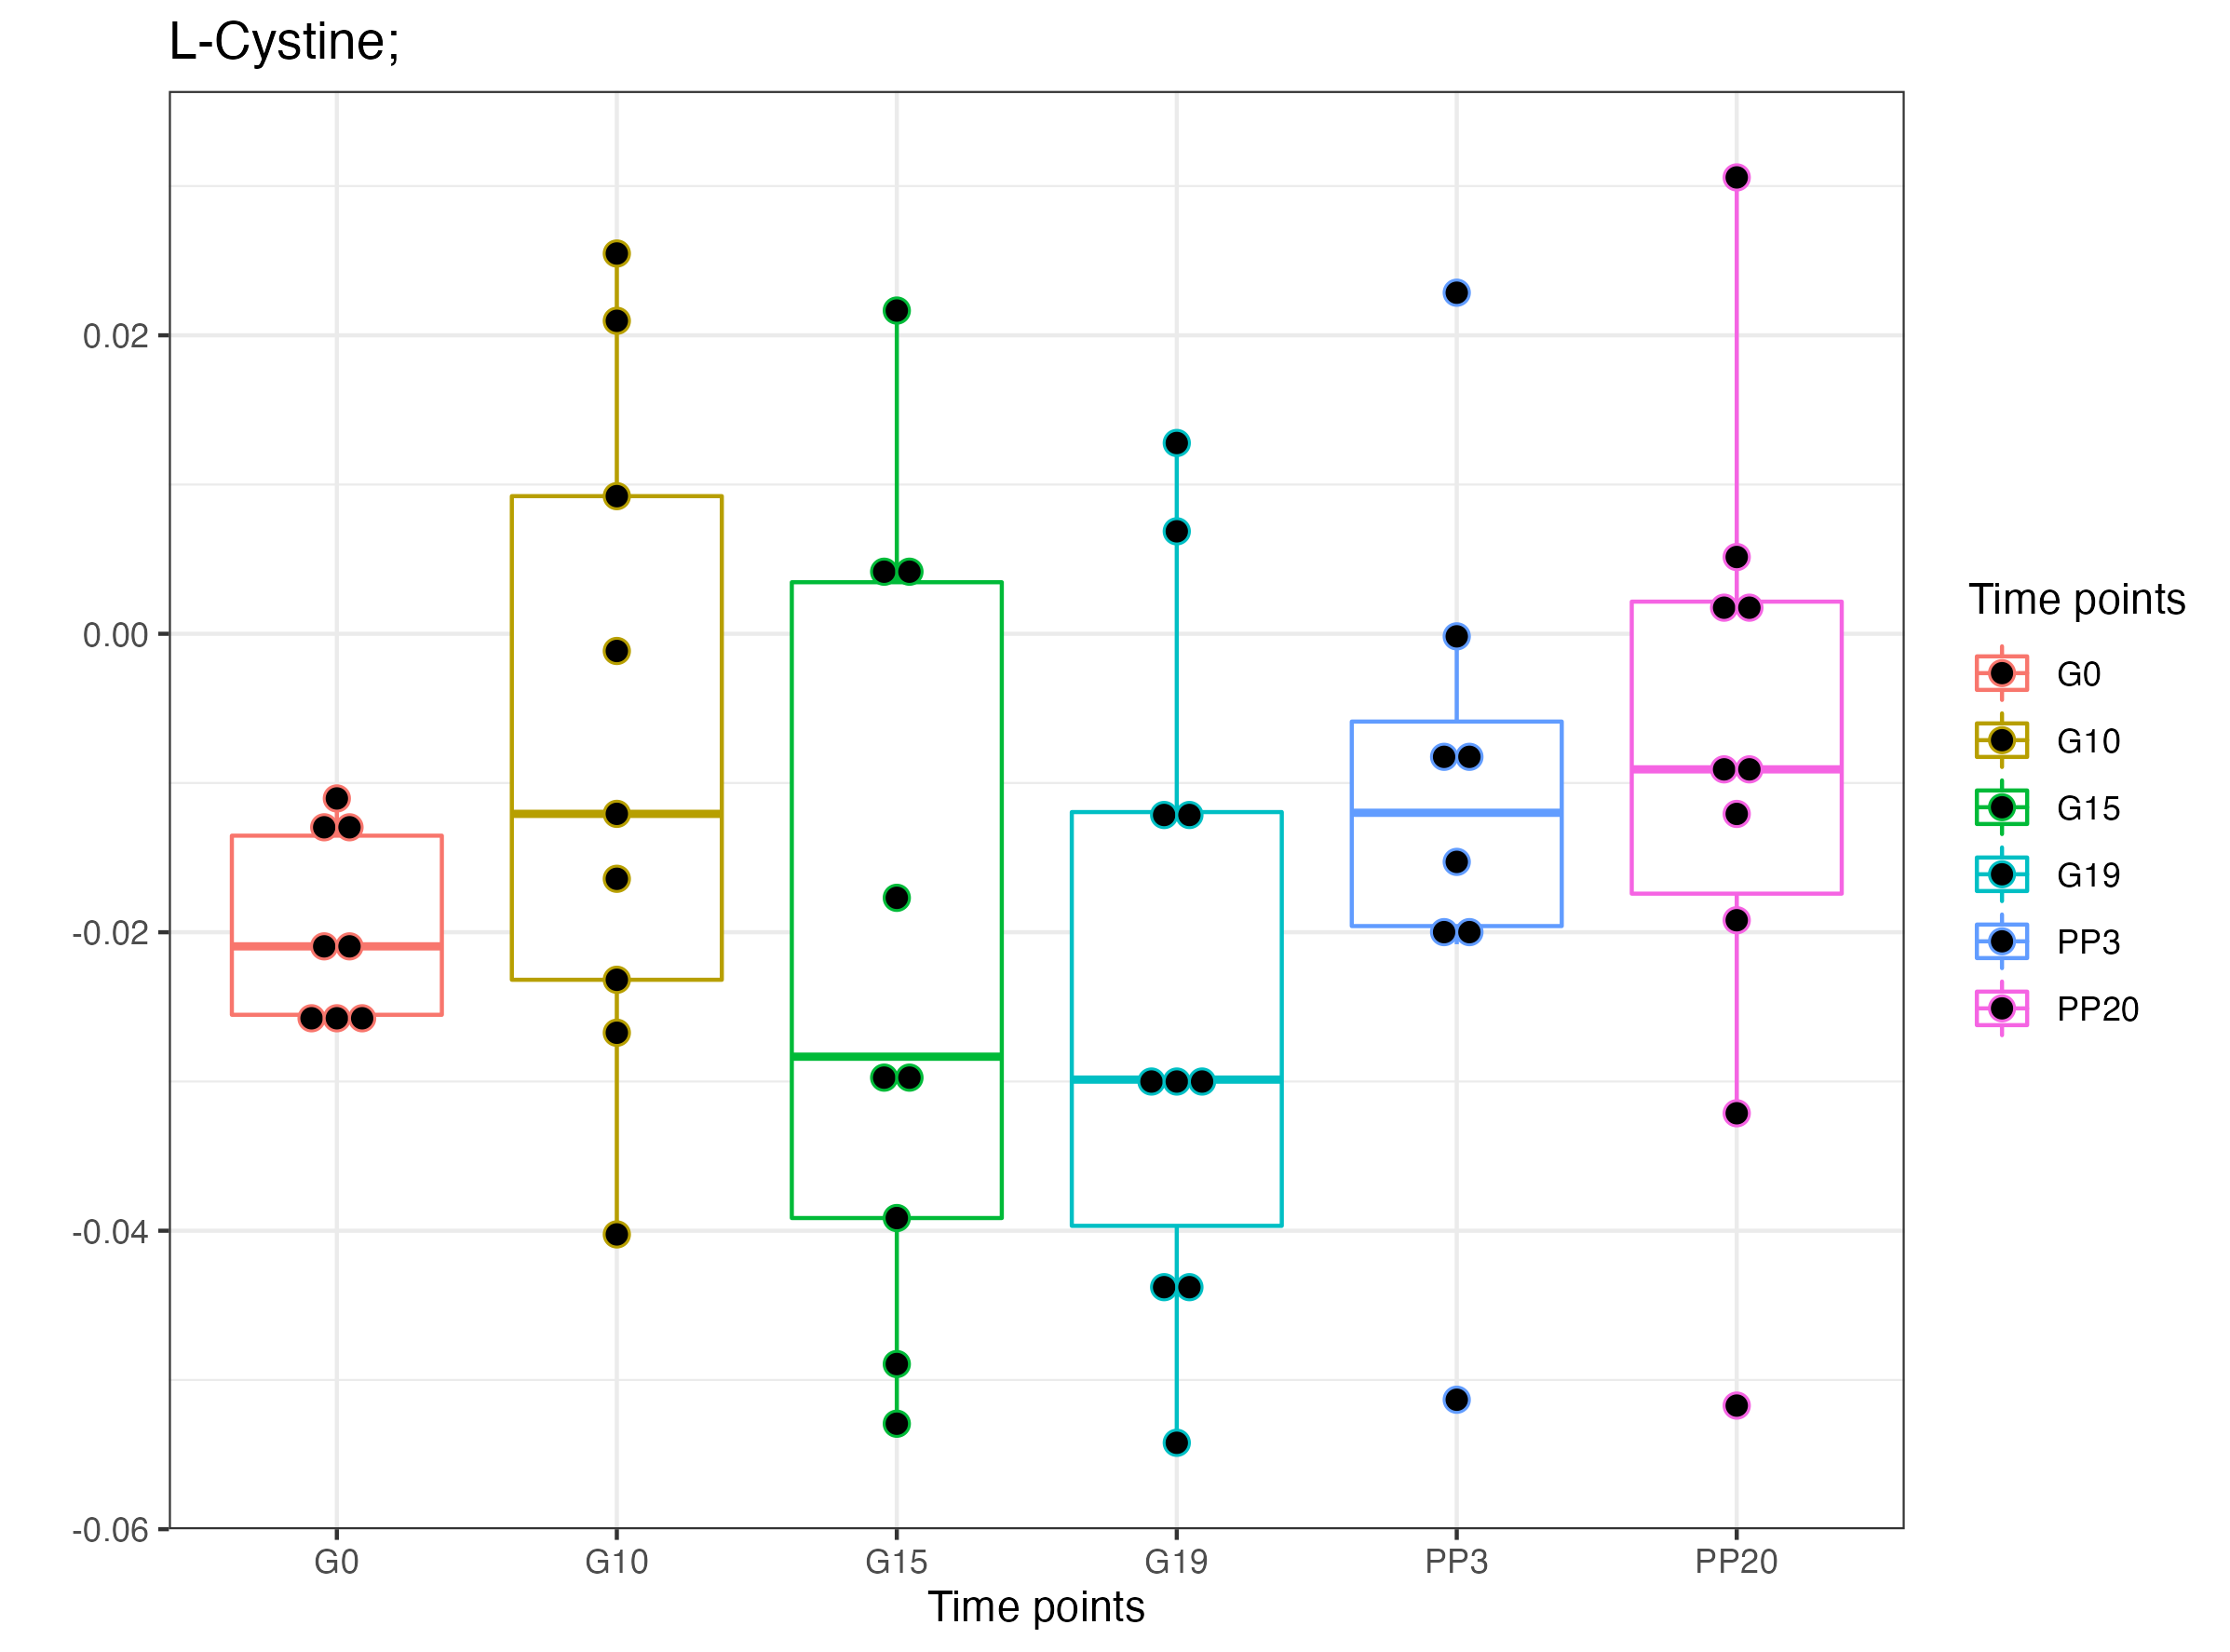 L-Cystine;
0.02
0.00
-0.02
-0.04
-0.06
G0 G10 G15 G19 PP3 PP20
Time points
Time points
G0
G10
G15
G19
PP3
PP20